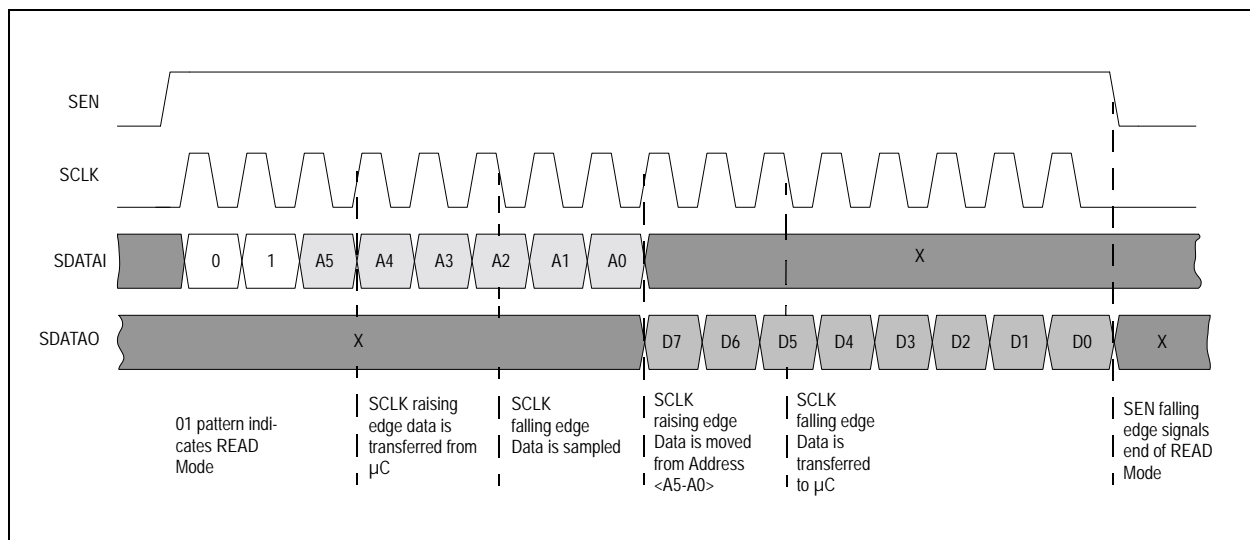 SEN
SCLK
SDATAI
0 1 A5 A4 A3 A2 A1 A0 X
SDATAO
X D7 D6 D5 D4 D3 D2 D1 D0 X
01 pattern indi-
cates READ
Mode
SCLK raising
edge data is
transferred from
µC
SCLK
falling edge
Data is sampled
SCLK
raising edge
Data is moved
from Address
<A5-A0>
SCLK
falling edge
Data is
transferred
to µC
SEN falling
edge signals
end of READ
Mode